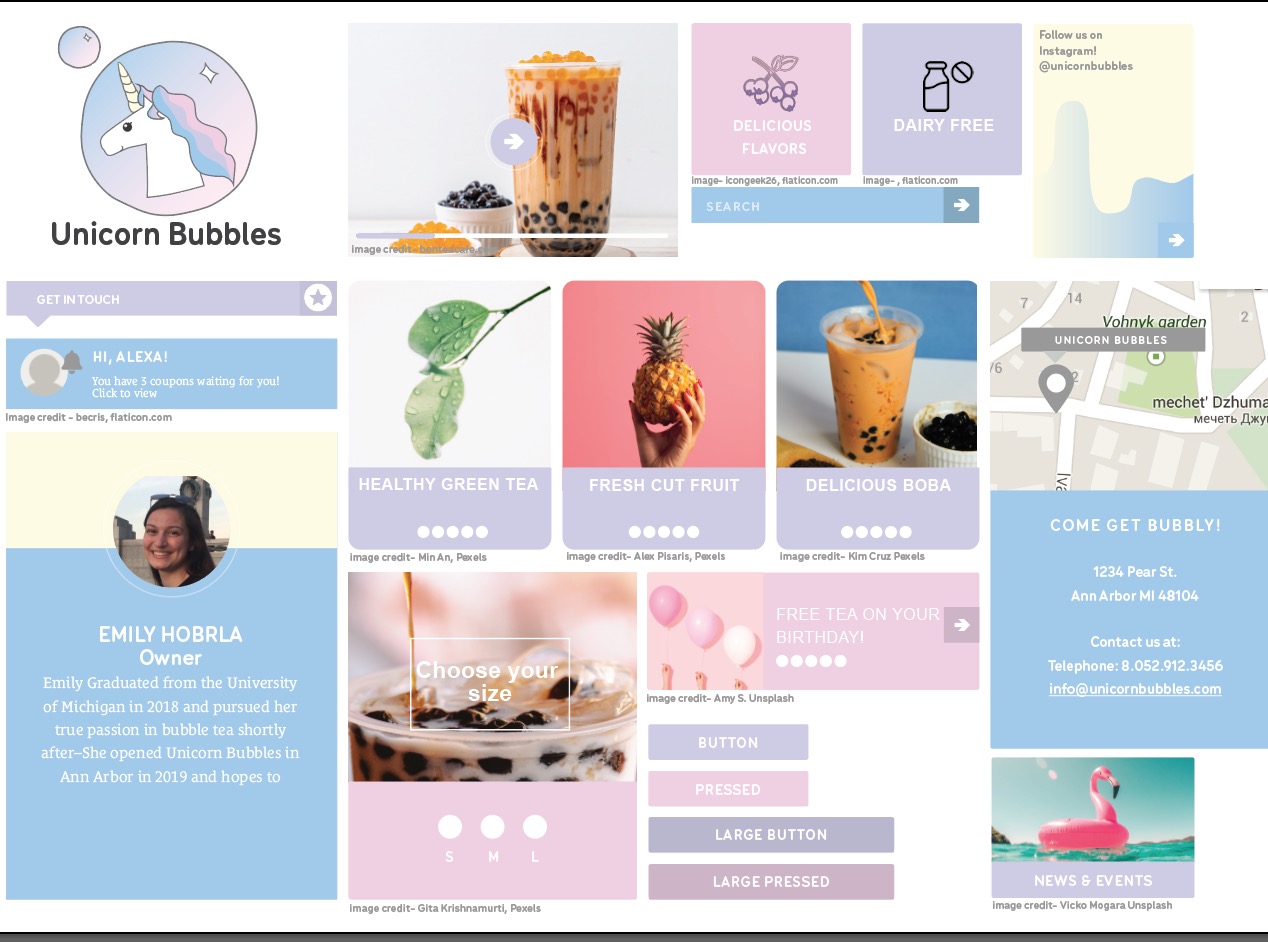 Unicorn Bubbles
image credit- bonteacafe.
DELICIOUS
FLAVORS
image- icongeek26, flaticon.com
DAIRY FREE
image- , flaticon.com
SEARCH
Follow us on
Instagram!
@unicornbubbles
GET IN TOUCH
HI, ALEXA!
You have 3 coupons waiting for you!
Click to view
Image credit - becris, flaticon.com
EMILY HOBRLA
Owner
Emily Graduated from the University
of Michigan in 2018 and pursued her
true passion in bubble tea shortly
after–She opened Unicorn Bubbles in
Ann Arbor in 2019 and hopes to
HEALTHY GREEN TEA
image credit- Min An, Pexels
FRESH CUT FRUIT
image credit- Alex Pisaris, Pexels
DELICIOUS BOBA
image credit- Kim Cruz Pexels
Choose your
size
S M L
image credit- Gita Krishnamurti, Pexels
FREE TEA ON YOUR
BIRTHDAY!
image credit- Amy S. Unsplash
BUTTON
PRESSED
LARGE BUTTON
LARGE PRESSED
7
14
Vohnyk garden
2
UNICORN BUBBLES
/6
2
mechet' Dzhuma
мечеть Джу
Iva
COME GET BUBBLY!
1234 Pear St.
Ann Arbor MI 48104
Contact us at:
Telephone: 8.052.912.3456
info@unicornbubbles.com
NEWS & EVENTS
image credit- Vicko Mogara Unsplash